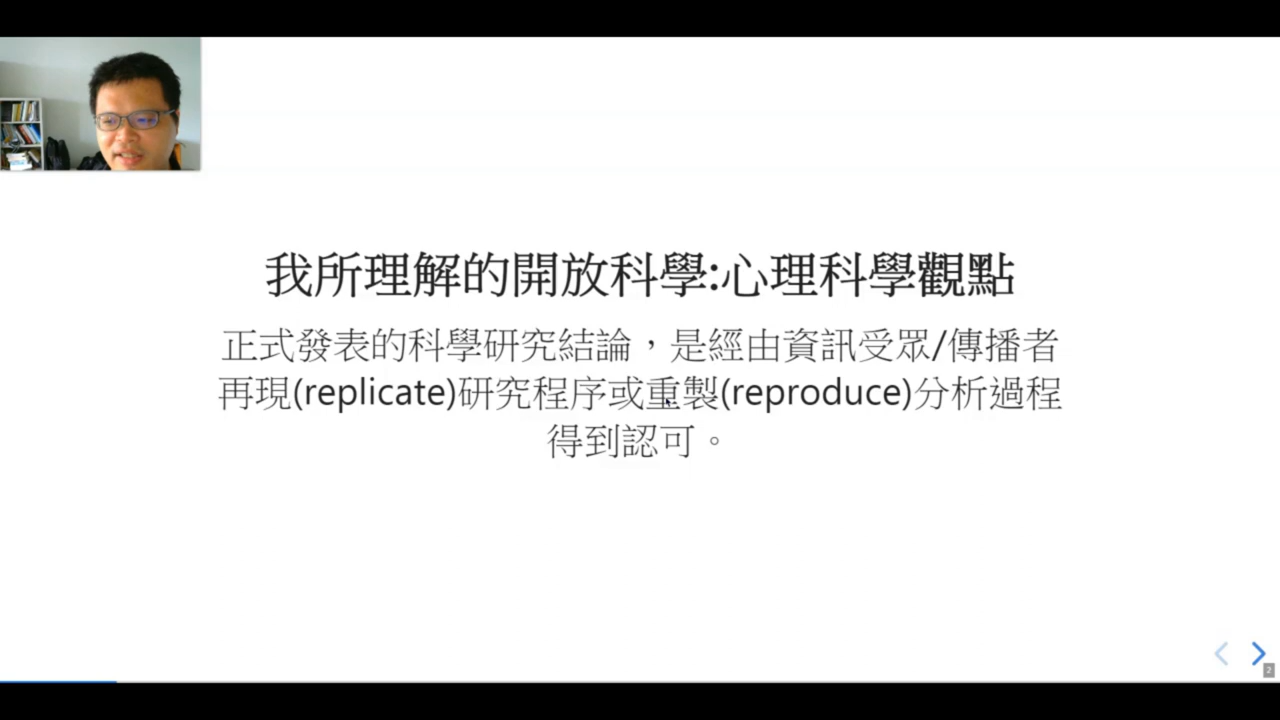 我所理解的開放科學:心理科學觀點
正式發表的科學研究結論，是經由資訊受眾/傳播者
再現(replicate)研究程序或重製(reproduce)分析過程
得到認可。
2